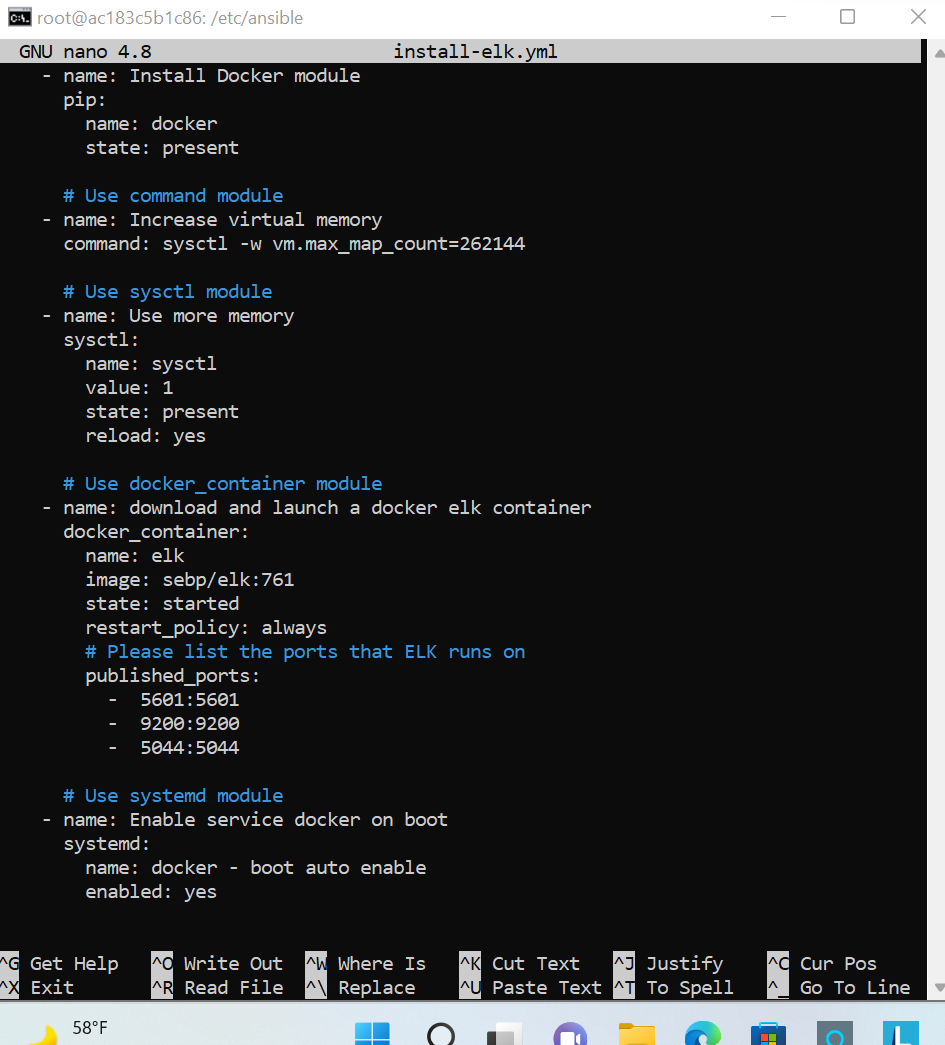 root@ac183c5b1c86: /etc/ansible
GNU nano 4.8 install-elk.yml
- name: Install Docker module
pip:
name: docker
state: present
# Use command module
- name: Increase virtual memory
command: sysctl -w vm.max_map_count=262144
# Use sysctl module
- name: Use more memory
sysctl:
name: sysctl
value: 1
state: present
reload: yes
# Use docker_container module
- name: download and launch a docker elk container
docker_container:
name: elk
image: sebp/elk:761
state: started
restart_policy: always
# Please list the ports that ELK runs on
published_ports:
- 5601:5601
- 9200:9200
- 5044:5044
# Use systemd module
- name: Enable service docker on boot
systemd:
name: docker - boot auto enable
enabled: yes
^G Get Help ^O Write Out ^W Where Is ^K Cut Text ^J Justify ^C Cur Pos
^X Exit ^R Read File ^\ Replace ^U Paste Text ^T To Spell ^_ Go To Line
58°F